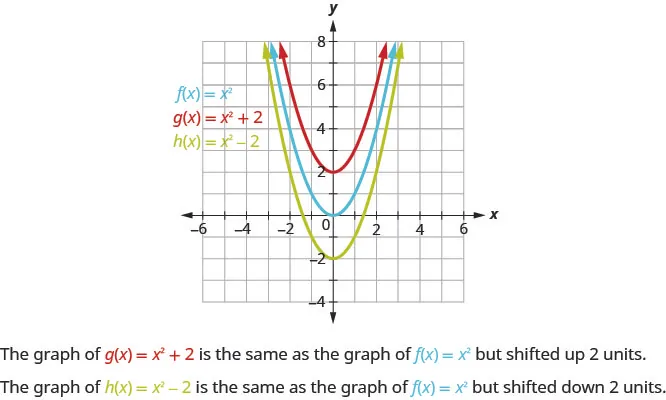 y
8
f(x) = x²
6
g(x) = x² + 2
h(x) = x² – 2
4
2
x
–6 –4 –2 0 2 4 6
–2
–4
The graph of g(x) = x² + 2 is the same as the graph of f(x) = x² but shifted up 2 units.
The graph of h(x) = x² – 2 is the same as the graph of f(x) = x² but shifted down 2 units.